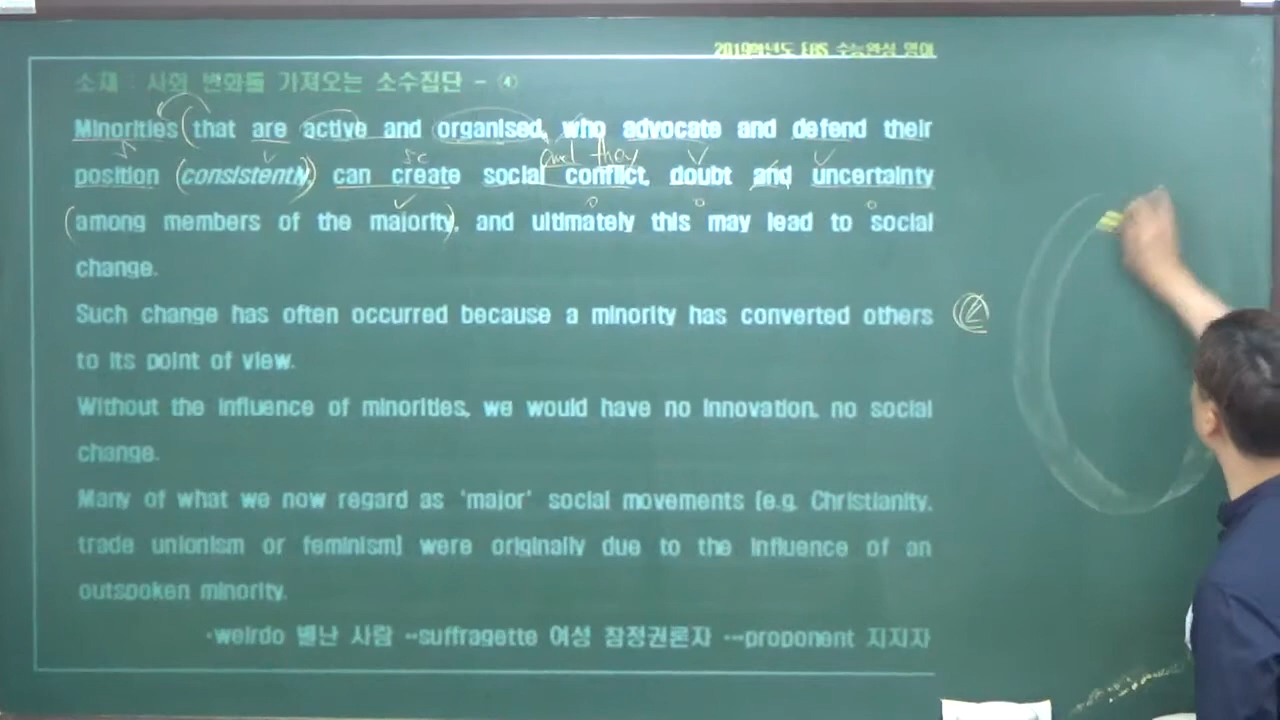 2019학년도 EBS 수능완성 영어
소재 : 사회 변화를 가져오는 소수집단 - ④
Minorities (that are active and organised, who advocate and defend their
and they
position (consistently)) can create social conflict, doubt and uncertainty
(among members of the majority), and ultimately this may lead to social
change.
Such change has often occurred because a minority has converted others
to its point of view.
Without the influence of minorities, we would have no innovation, no social
change.
Many of what we now regard as 'major' social movements (e.g. Christianity,
trade unionism or feminism) were originally due to the influence of an
outspoken minority.
·weirdo 별난 사람 ··suffragette 여성 참정권론자 ···proponent 지지자